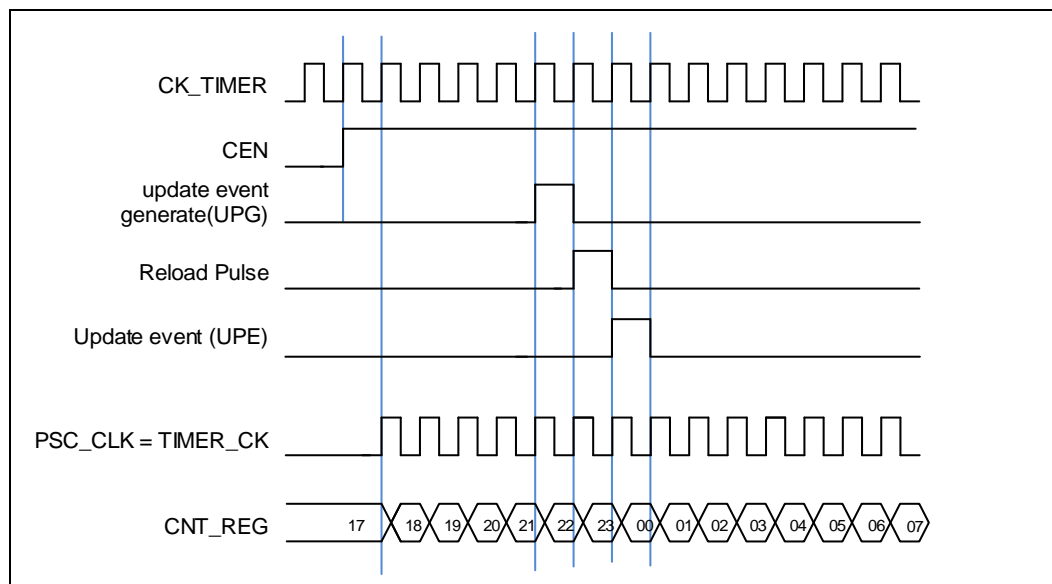 CK_TIMER
CEN
update event
generate(UPG)
Reload Pulse
Update event (UPE)
PSC_CLK = TIMER_CK
CNT_REG 17 18 19 20 21 22 23 00 01 02 03 04 05 06 07